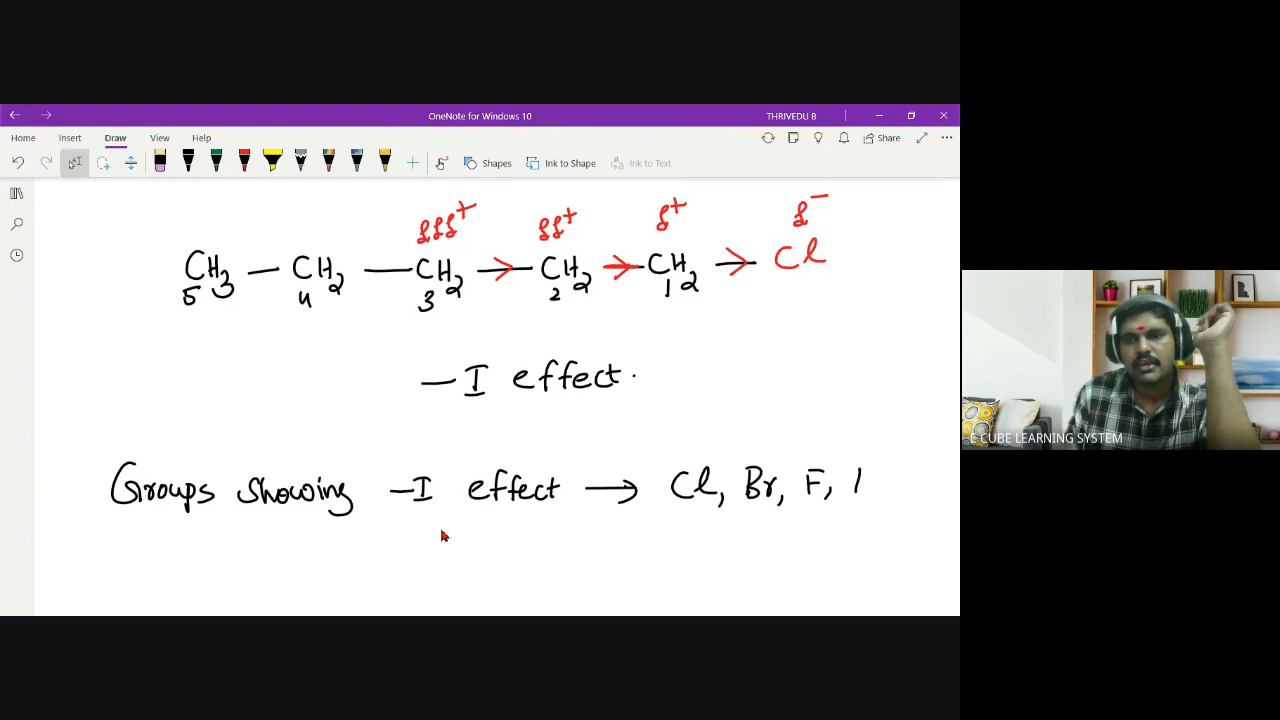 OneNote for Windows 10
THRIVEDU B
Home Insert Draw View Help
Share
Shapes Ink to Shape Ink to Text
δδδ+ δδ+ δ+ δ-
CH3 — CH2 — CH2 → CH2 → CH2 → Cl
5 4 3 2 1
– I effect.
Groups showing –I effect → Cl, Br, F, I
E CUBE LEARNING SYSTEM